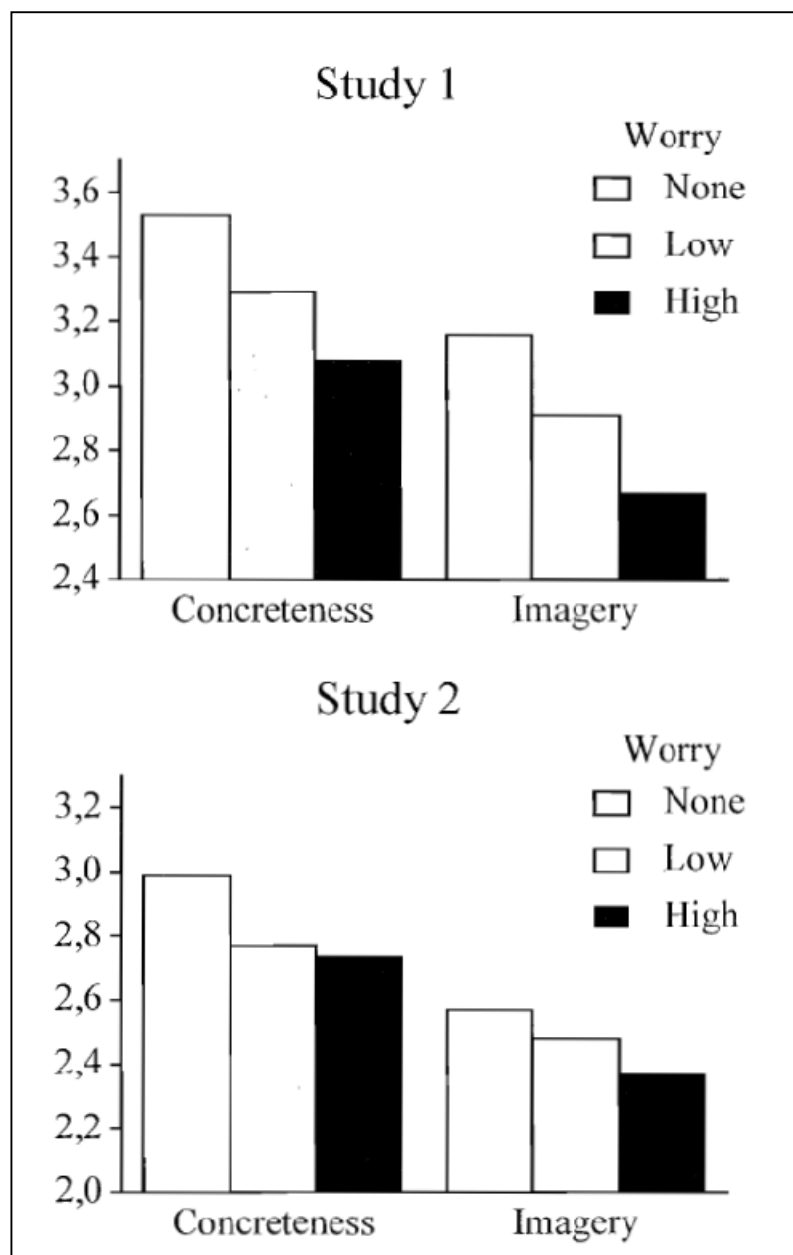 Study 1
Worry
None
Low
High
3,6
3,4
3,2
3,0
2,8
2,6
2,4
Concreteness Imagery
Study 2
Worry
None
Low
High
3,2
3,0
2,8
2,6
2,4
2,2
2,0
Concreteness Imagery